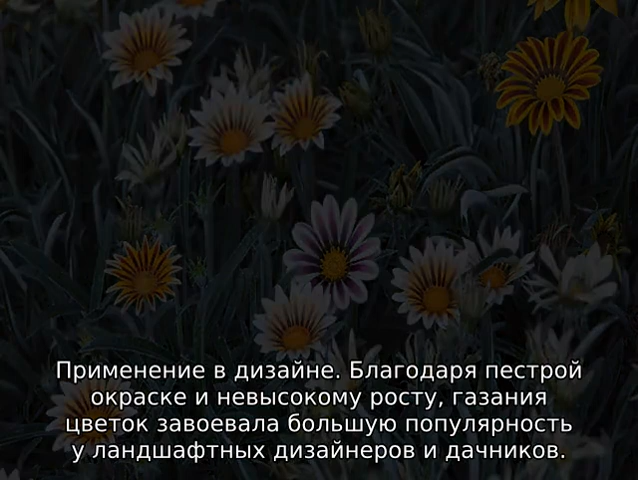 Применение в дизайне. Благодаря пестрой
окраске и невысокому росту, газания
цветок завоевала большую популярность
у ландшафтных дизайнеров и дачников.